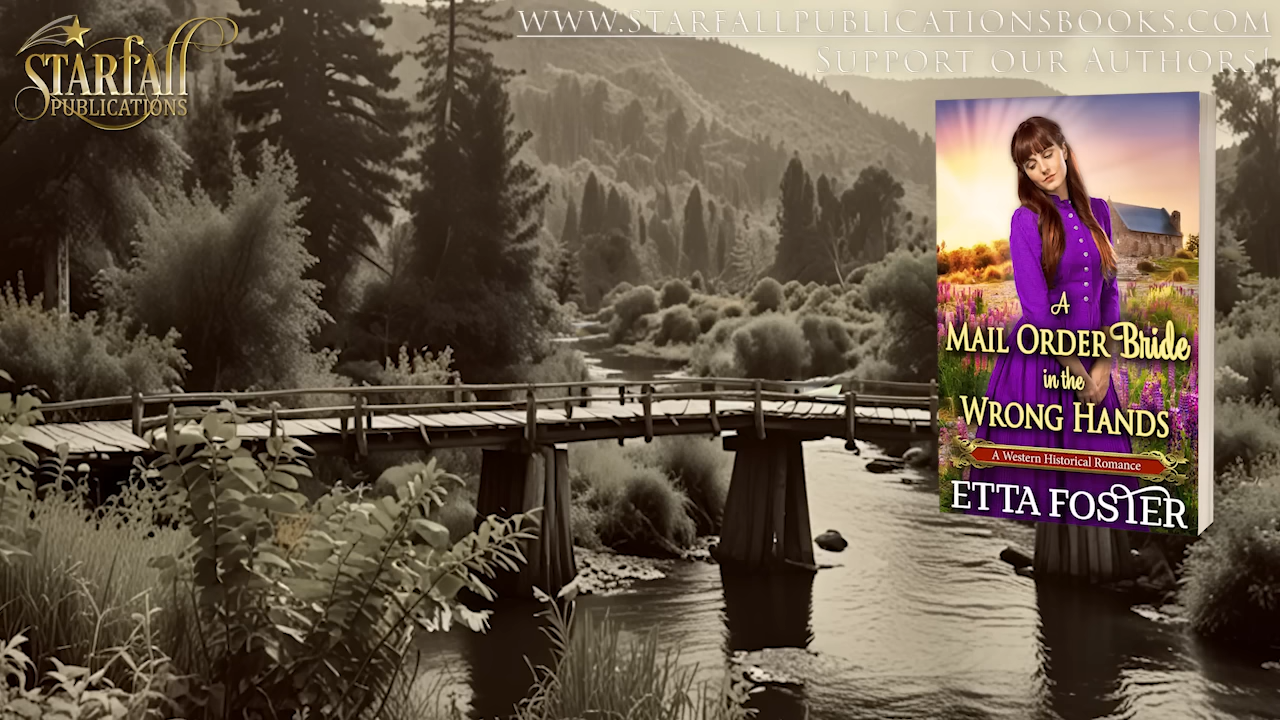 STARfall
PUBLICATIONS
www.starfallpublicationsbooks.com
Support our Authors!
A
MAIL ORDER Bride
in the
WRONG HANDS
A Western Historical Romance
ETTA FOSTER